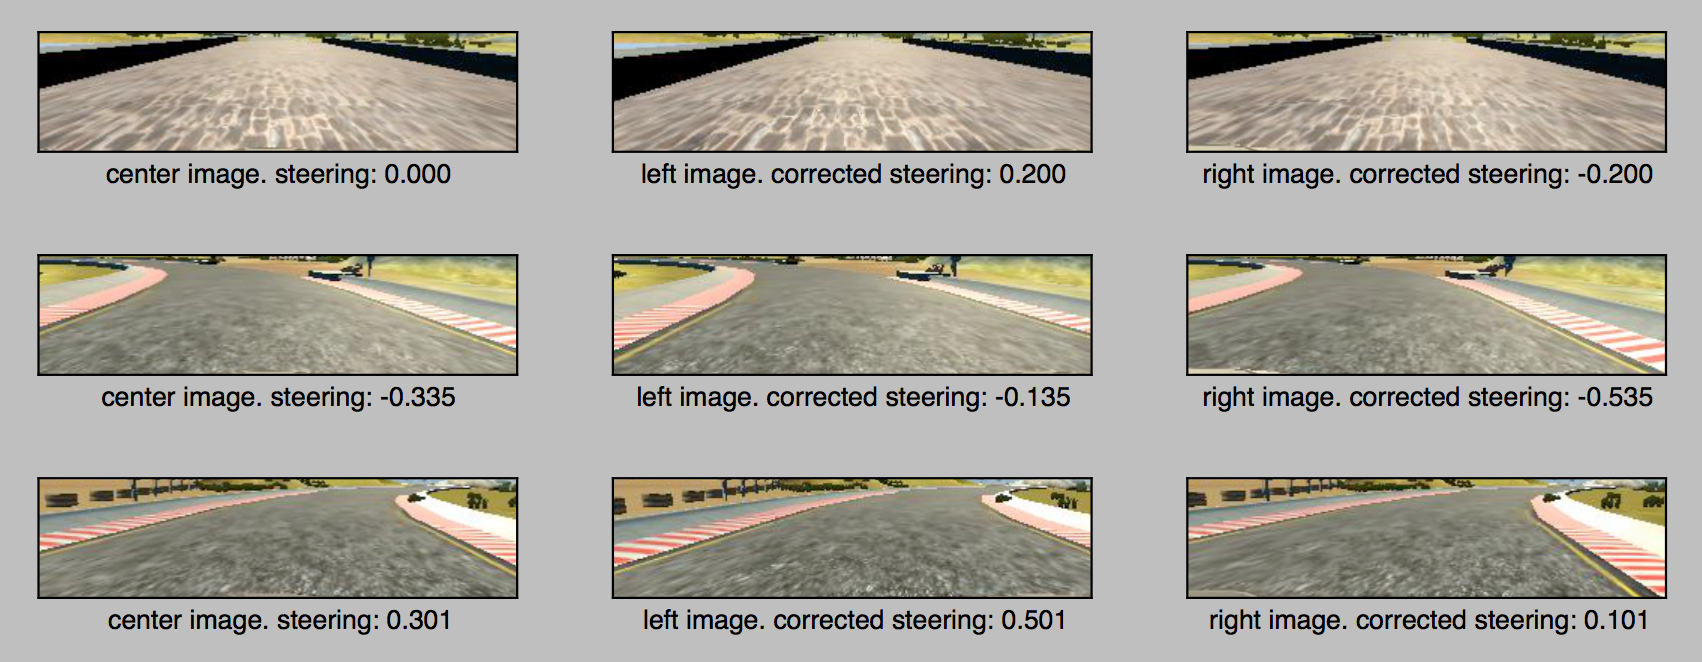 center image. steering: 0.000
left image. corrected steering: 0.200
right image. corrected steering: -0.200
center image. steering: -0.335
left image. corrected steering: -0.135
right image. corrected steering: -0.535
center image. steering: 0.301
left image. corrected steering: 0.501
right image. corrected steering: 0.101